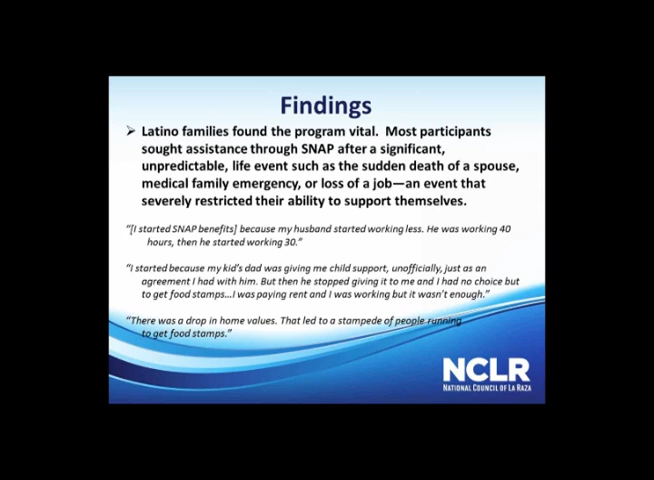 Findings
➤ Latino families found the program vital. Most participants
sought assistance through SNAP after a significant,
unpredictable, life event such as the sudden death of a spouse,
medical family emergency, or loss of a job—an event that
severely restricted their ability to support themselves.
“[I started SNAP benefits] because my husband started working less. He was working 40
hours, then he started working 30.”
“I started because my kid’s dad was giving me child support, unofficially, just as an
agreement I had with him. But then he stopped giving it to me and I had no choice but
to get food stamps…I was paying rent and I was working but it wasn’t enough.”
“There was a drop in home values. That led to a stampede of people running
to get food stamps.”
NCLR
NATIONAL COUNCIL OF LA RAZA